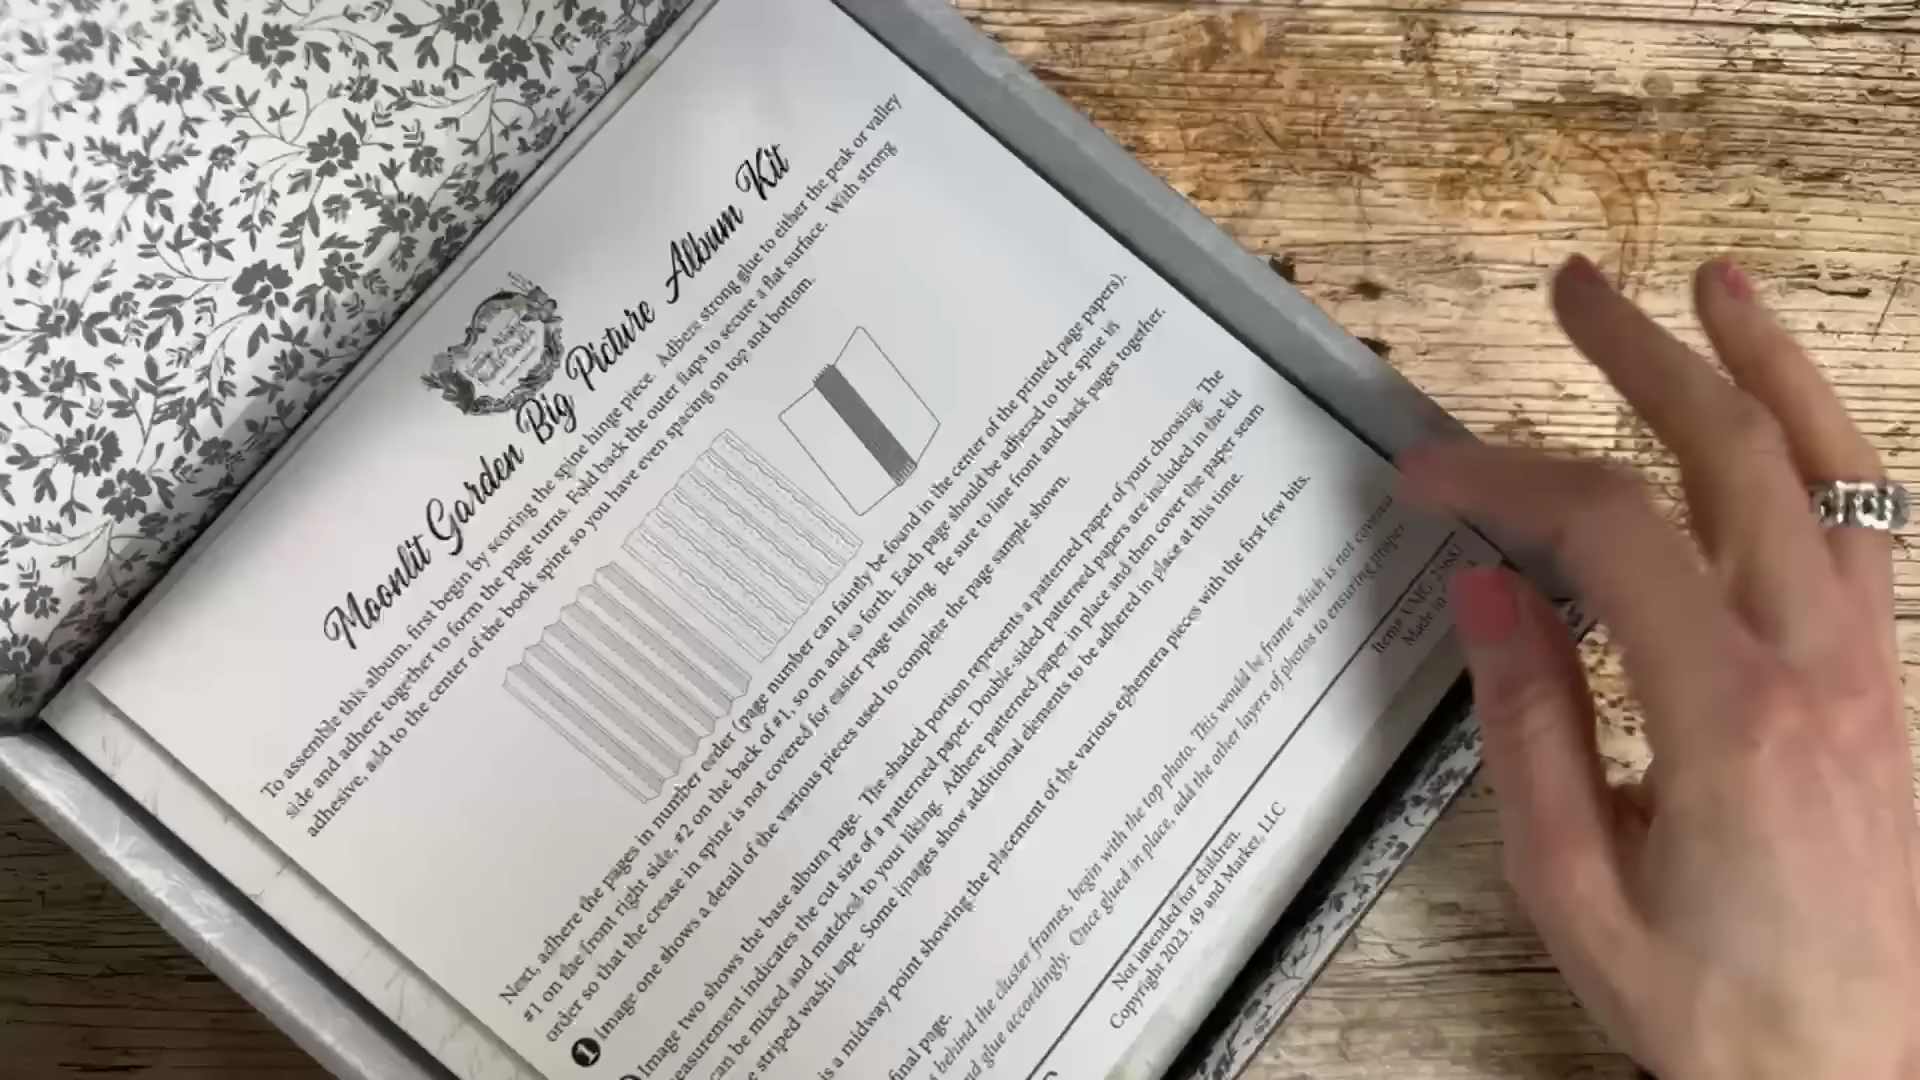 Moonlit Garden Big Picture Album Kit
To assemble this album, first begin by scoring the spine hinge piece. Adhere strong glue to either the peak or valley
side and adhere together to form the page turns. Fold back the outer flaps to secure a flat surface. With strong
adhesive, add to the center of the book spine so you have even spacing on top and bottom.
Next, adhere the pages in number order (page number can faintly be found in the center of the printed page papers).
#1 on the front right side, #2 on the back of #1, so on and so forth. Each page should be adhered to the spine in
order so that the crease in spine is not covered for easier page turning. Be sure to line front and back pages together.
1 Image one shows a detail of the various pieces used to complete the page sample shown.
Image two shows the base album page. The shaded portion represents a patterned paper of your choosing. The
measurement indicates the cut size of a patterned paper. Double-sided patterned papers are included in the kit
can be mixed and matched to your liking. Adhere patterned paper in place and then cover the paper seam
striped washi tape. Some images show additional elements to be adhered in place at this time.
is a midway point showing the placement of the various ephemera pieces with the first few bits.
final page.
behind the cluster frames, begin with the top photo. This would be frame which is not covered
and glue accordingly. Once glued in place, add the other layers of photos to ensuring proper
Item#
Made in
Not intended for children.
Copyright 2023. 49 and Market, LLC